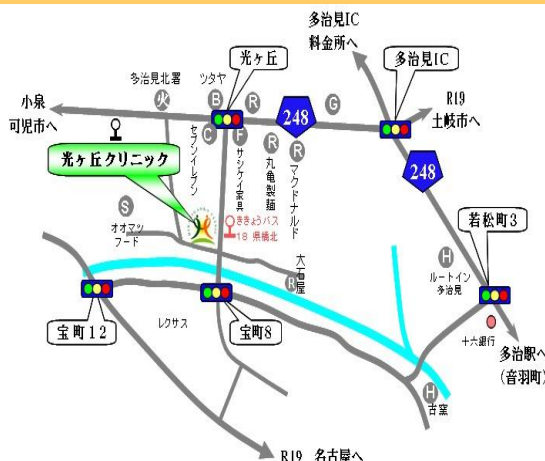 多治見IC
料金所へ
光ヶ丘
多治見IC
小泉
可児市へ
多治見北署
ツタヤ
火
B
R
G
R19
土岐市へ
248
C
F
R
R
248
光ヶ丘クリニック
セブンイレブン
サンケイ家具
丸亀製麺
マクドナルド
若松町3
S
オオマツ
フード
ききょうバス
18 県橋北
大石屋
R
H
ルートイン
多治見
宝町12
レクサス
宝町8
十六銀行
多治駅へ
(音羽町)
H
古窯
R19 名古屋へ